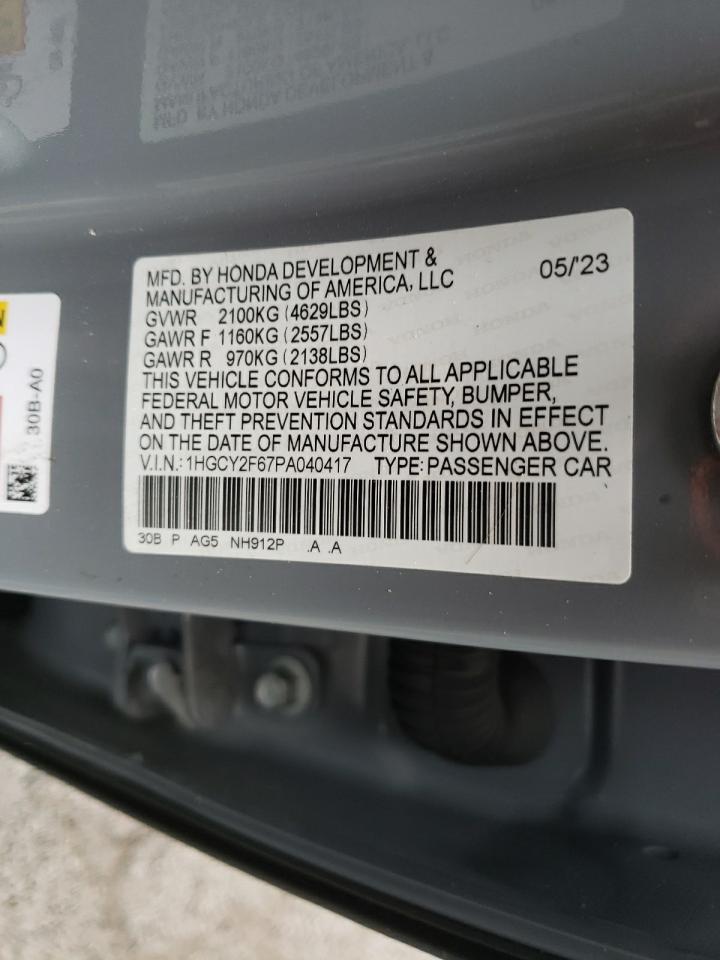 MFD. BY HONDA DEVELOPMENT &
MANUFACTURING OF AMERICA, LLC 05/'23
GVWR 2100KG (4629LBS)
GAWR F 1160KG (2557LBS)
GAWR R 970KG (2138LBS)
THIS VEHICLE CONFORMS TO ALL APPLICABLE
FEDERAL MOTOR VEHICLE SAFETY, BUMPER,
AND THEFT PREVENTION STANDARDS IN EFFECT
ON THE DATE OF MANUFACTURE SHOWN ABOVE.
V.I.N.: 1HGCY2F67PA040417 TYPE: PASSENGER CAR
30B P AG5 NH912P .A .A
30B-A0